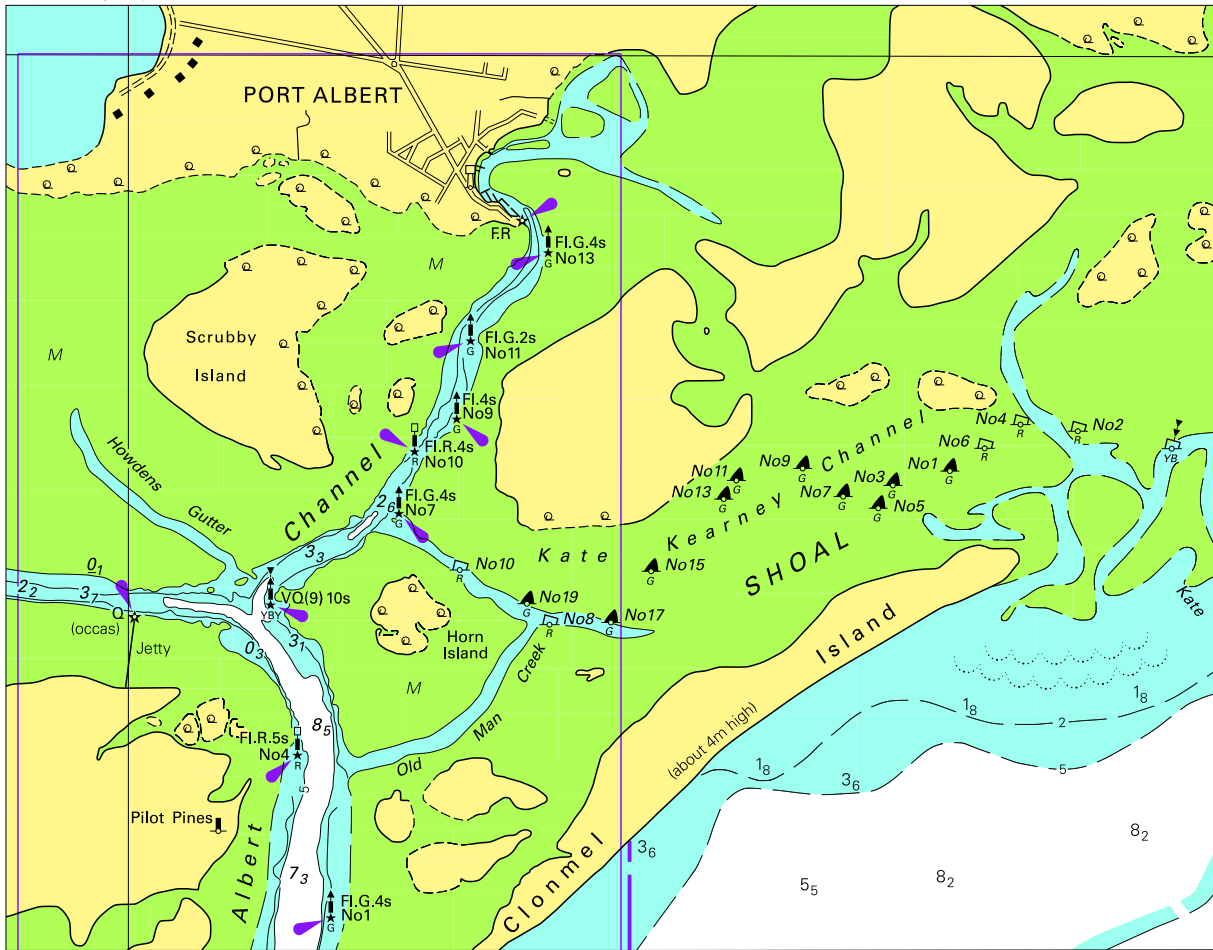 PORT ALBERT
F.R
Fl.G.4s
No13
G
M
Scrubby
Island
M
Fl.G.2s
No11
G
Fl.4s
No9
G
Fl.R.4s
No10
R
Howdens
Gutter
Channel
Fl.G.4s
No7
G
2₆
3₃
No4
R
No2
R
No6
R
YB
No11
G
No9
G
Channel
No1
G
No13
G
No7
G
No3
G
No5
G
Kearney
Kate
SHOAL
No10
R
No15
G
0₁
2₂
3₇
Q
(occas)
Jetty
VQ(9)10s
YBY
No19
G
No8
R
No17
G
Kate
Horn
Island
0₃
3₁
M
Creek
Man
Old
Island
(about 4m high)
Clonmel
Fl.R.5s
No4
R
8₅
5
Pilot Pines
Albert
7₃
Fl.G.4s
No1
G
1₈
1₈
2
1₈
3₆
5
3₆
5₅
8₂
8₂